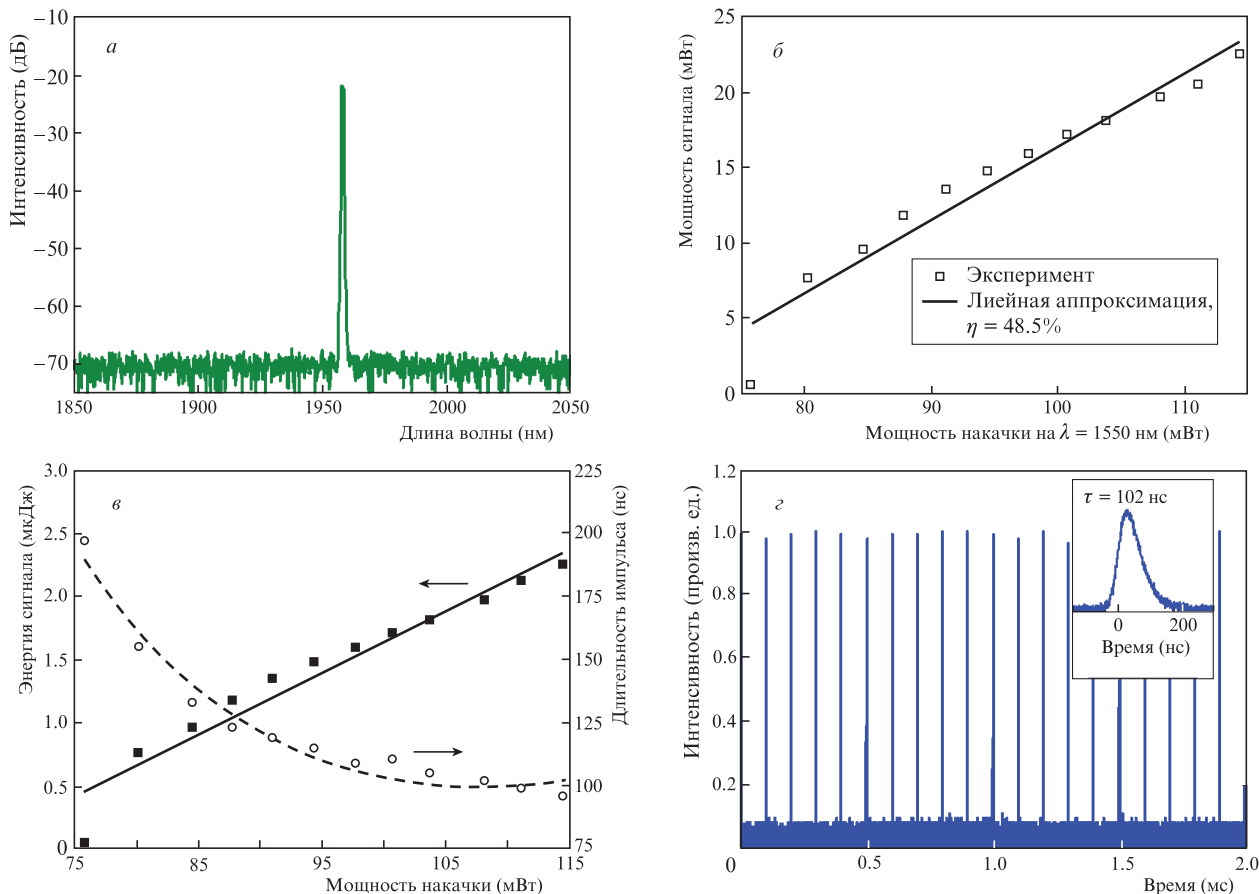 −10
−20
−30
−40
−50
−60
−70
Интенсивность (дБ)
а
1850 1900 1950 2000 2050
Длина волны (нм)
25
20
15
10
5
0
Мощность сигнала (мВт)
б
Эксперимент
Лиейная аппроксимация,
η = 48.5%
80 90 100 110
Мощность накачки на λ = 1550 нм (мВт)
3.0
2.5
2.0
1.5
1.0
0.5
0
Энергия сигнала (мкДж)
в
225
200
175
150
125
100
75
Длительность импульса (нс)
75 85 95 105 115
Мощность накачки (мВт)
1.2
1.0
0.8
0.6
0.4
0.2
0
Интенсивность (произв. ед.)
г
τ = 102 нс
0 200
Время (нс)
0 0.5 1.0 1.5 2.0
Время (мс)